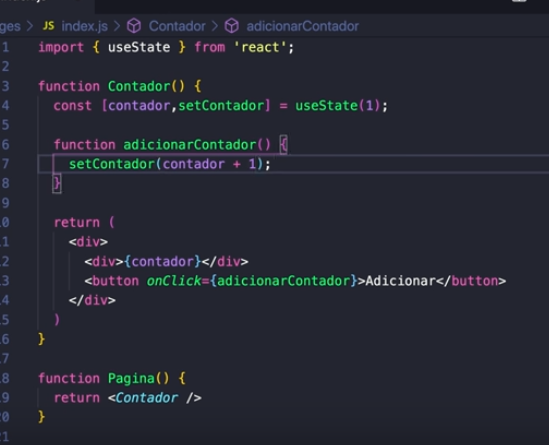 ges > JS index.js > Contador > adicionarContador
1 import { useState } from 'react';
2
3 function Contador() {
4 const [contador,setContador] = useState(1);
5
6 function adicionarContador() {
7 setContador(contador + 1);
8 }
9
0 return (
1 <div>
2 <div>{contador}</div>
3 <button onClick={adicionarContador}>Adicionar</button>
4 </div>
5 )
6 }
7
8 function Pagina() {
9 return <Contador />
0 }
1